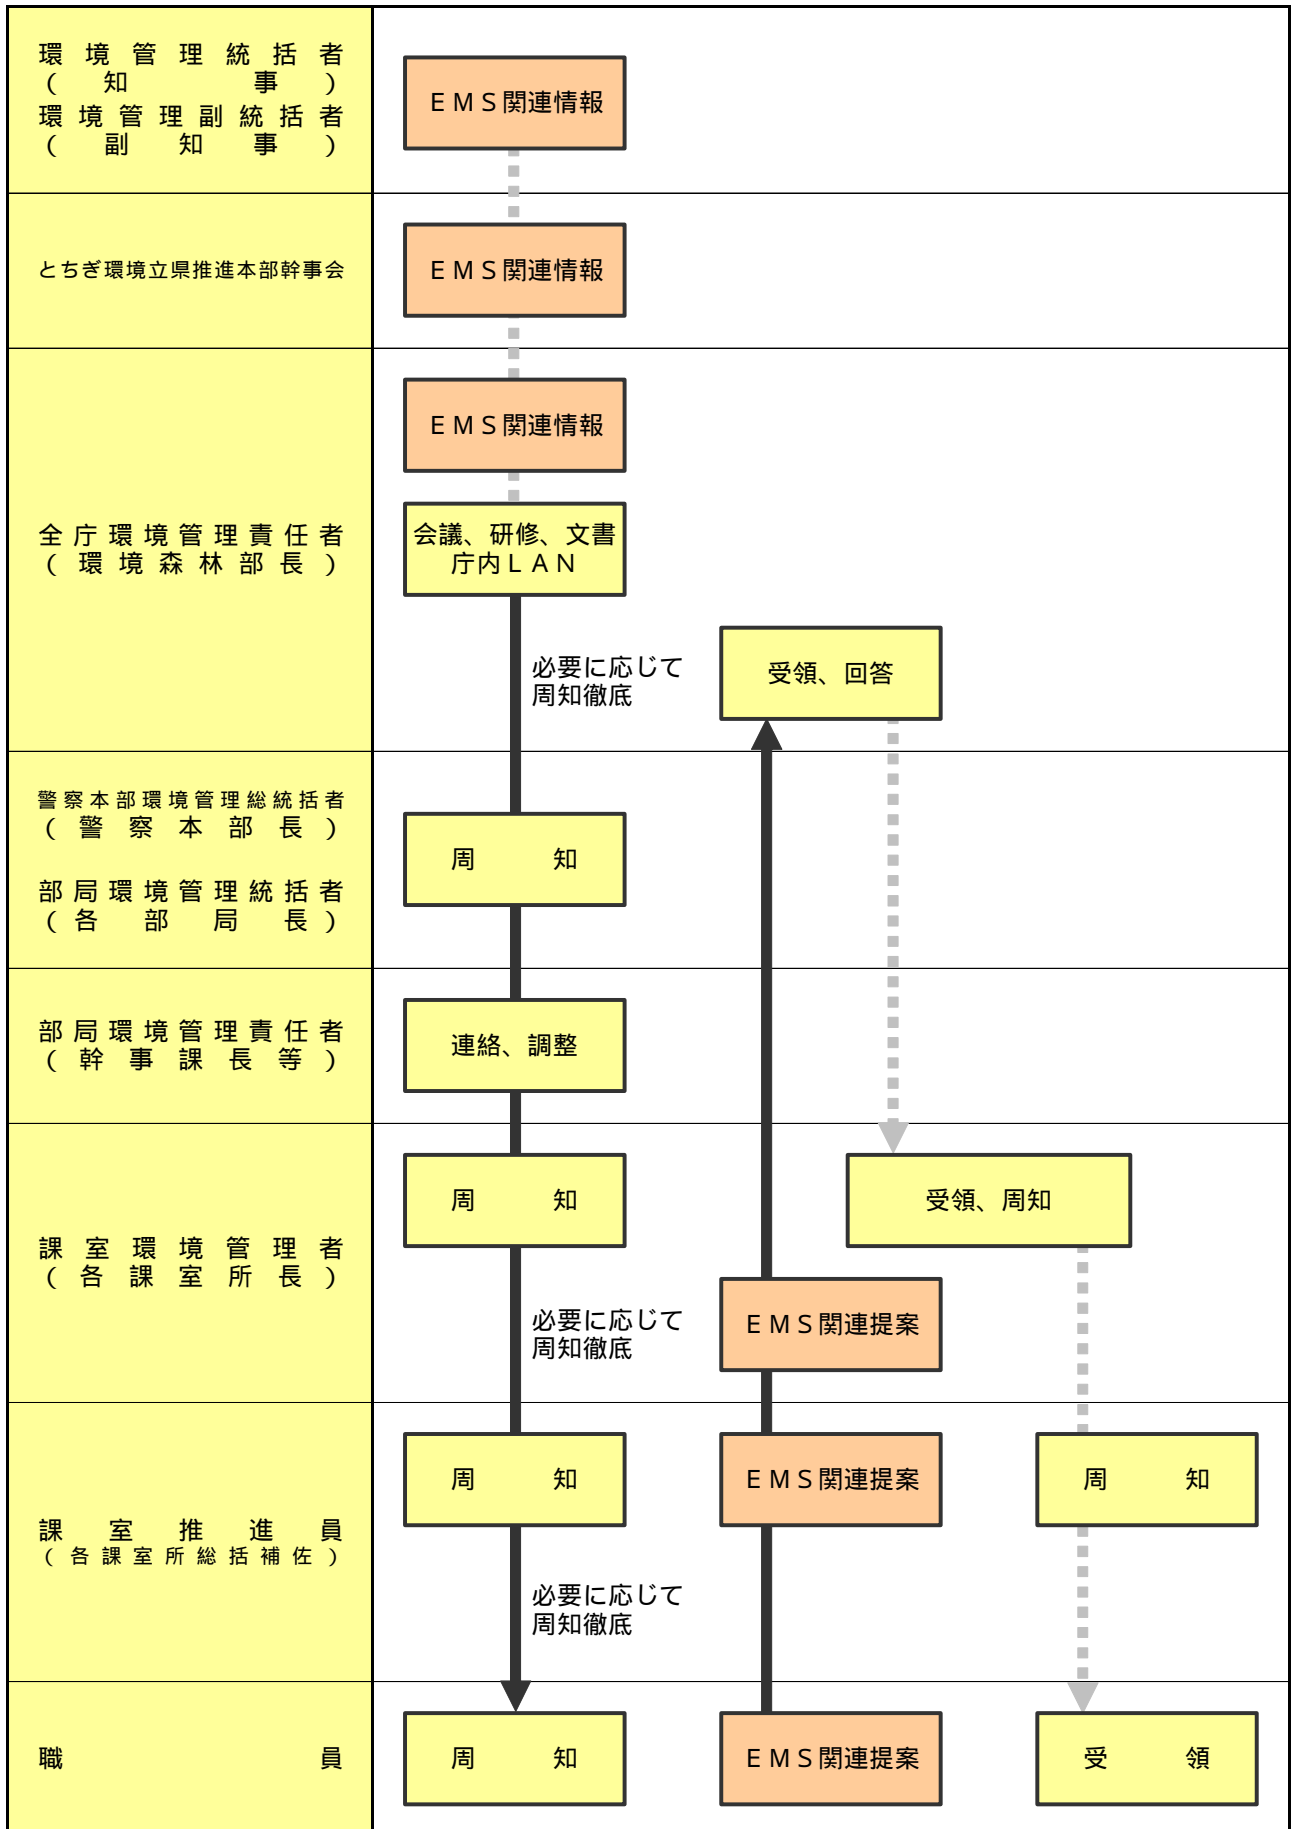 環境管理統括者
（知事）
環境管理副統括者
（副知事）
ＥＭＳ関連情報
とちぎ環境立県推進本部幹事会
ＥＭＳ関連情報
全庁環境管理責任者
（環境森林部長）
ＥＭＳ関連情報
会議、研修、文書
庁内ＬＡＮ
必要に応じて
周知徹底
受領、回答
警察本部環境管理総統括者
（警察本部長）
部局環境管理統括者
（各部局長）
周知
部局環境管理責任者
（幹事課長等）
連絡、調整
課室環境管理者
（各課室所長）
周知
受領、周知
必要に応じて
周知徹底
ＥＭＳ関連提案
課室推進員
（各課室所総括補佐）
周知
ＥＭＳ関連提案
周知
必要に応じて
周知徹底
職員
周知
ＥＭＳ関連提案
受領